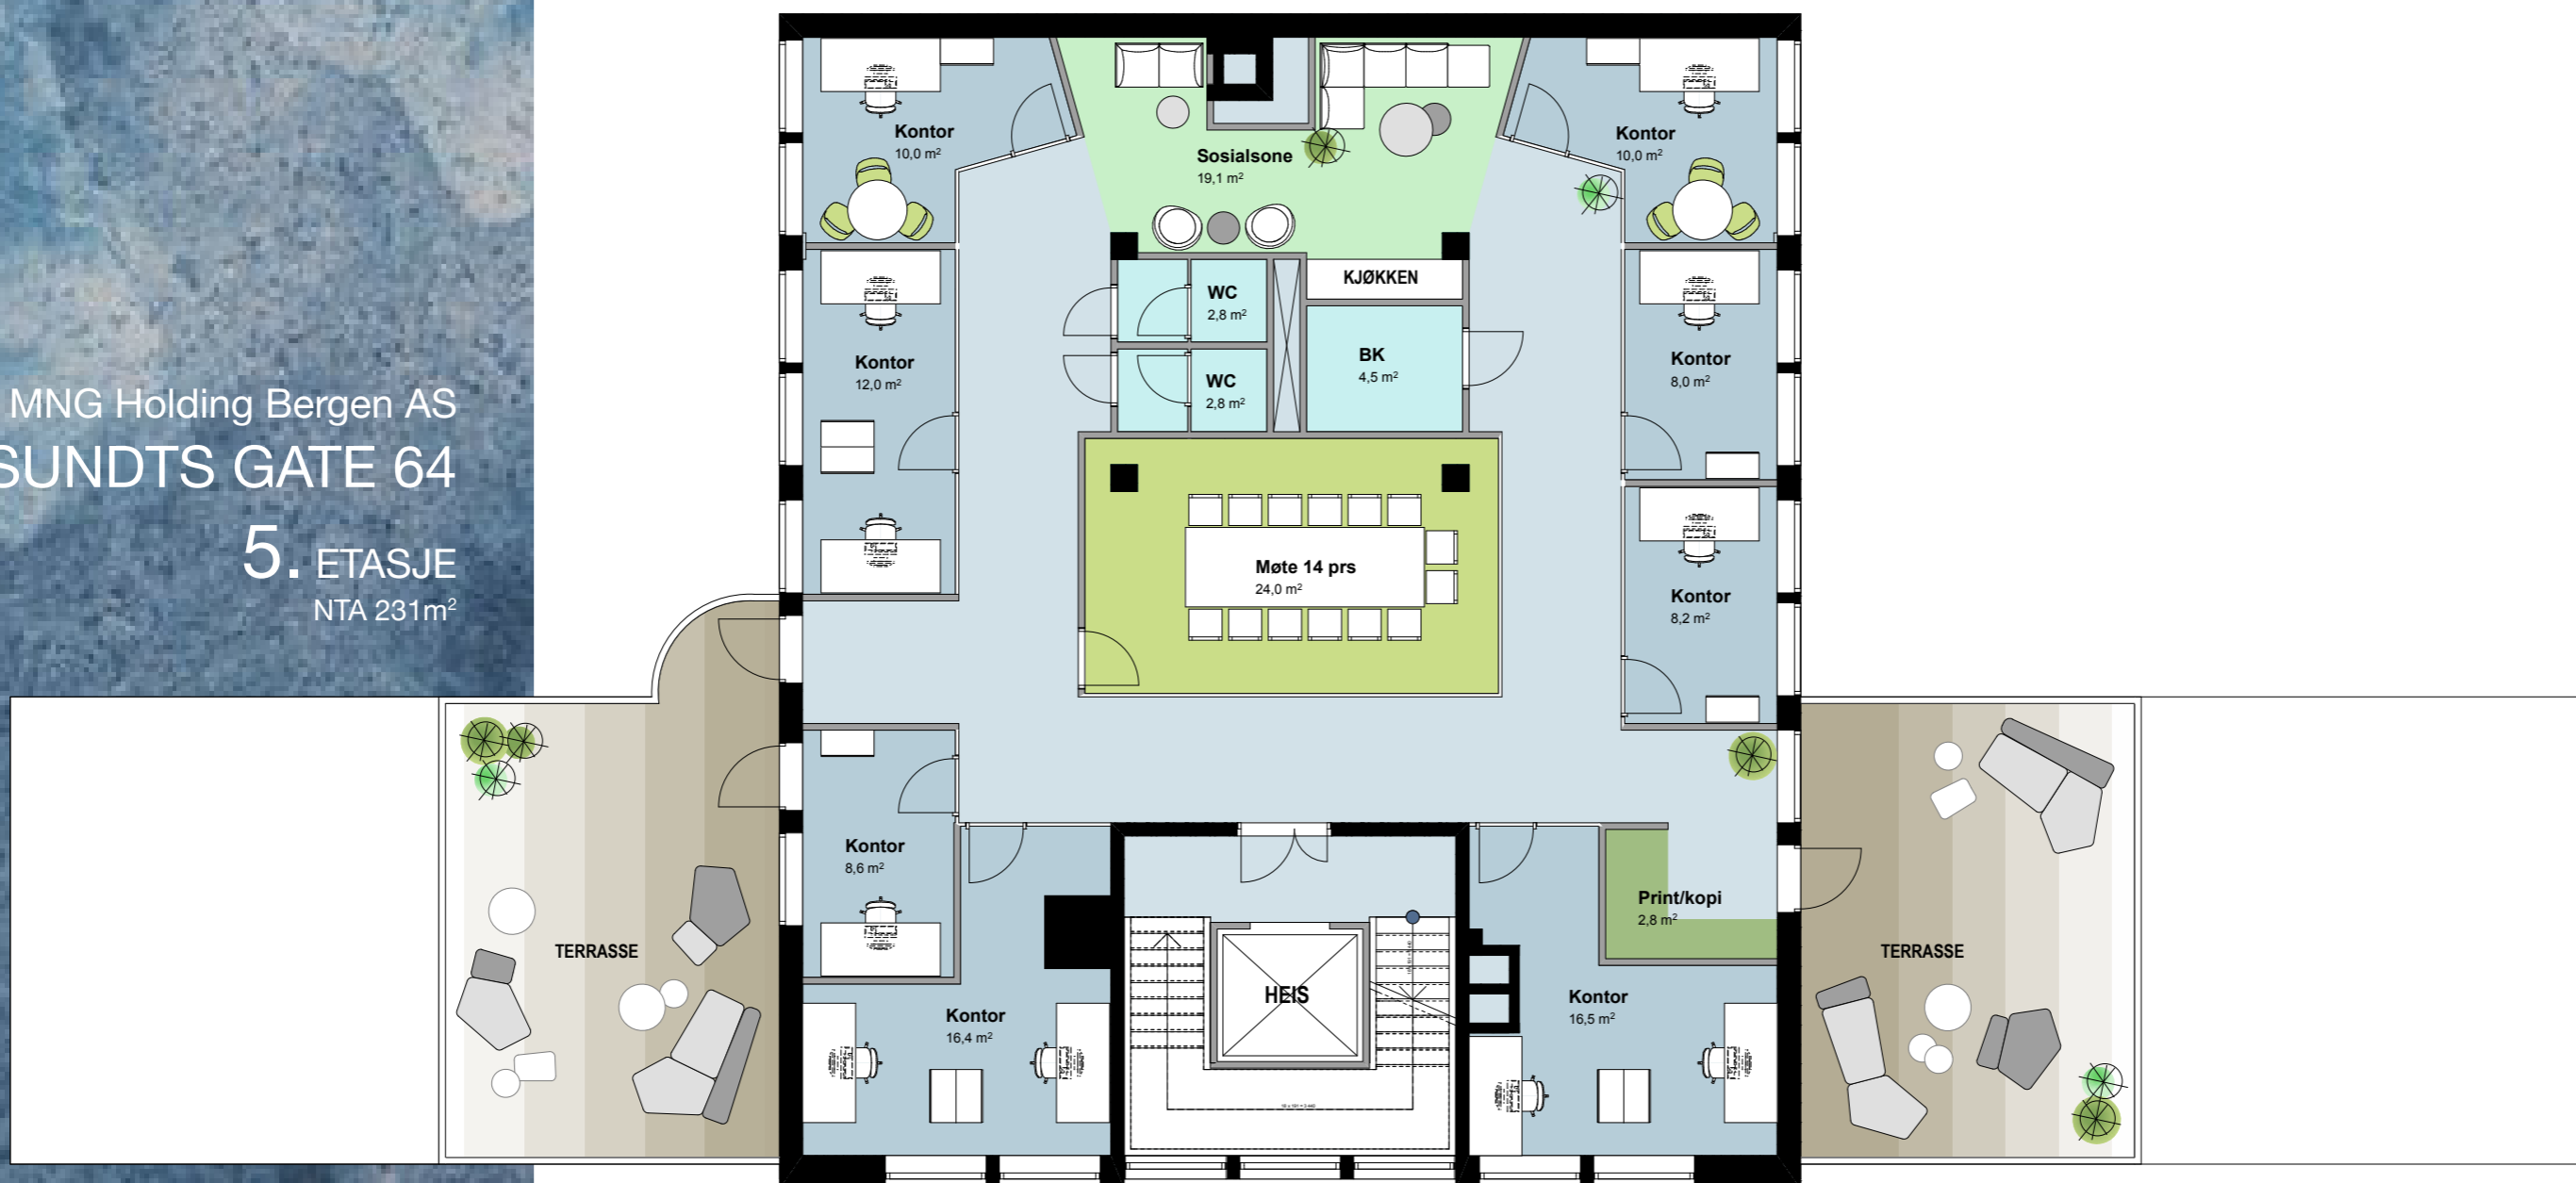 MNG Holding Bergen AS
SUNDTS GATE 64
5. ETASJE
NTA 231m²
Kontor
10,0 m²
Sosialsone
19,1 m²
Kontor
10,0 m²
WC
2,8 m²
KJØKKEN
Kontor
12,0 m²
WC
2,8 m²
BK
4,5 m²
Kontor
8,0 m²
Møte 14 prs
24,0 m²
Kontor
8,2 m²
Kontor
8,6 m²
Print/kopi
2,8 m²
TERRASSE
TERRASSE
Kontor
16,4 m²
HEIS
Kontor
16,5 m²